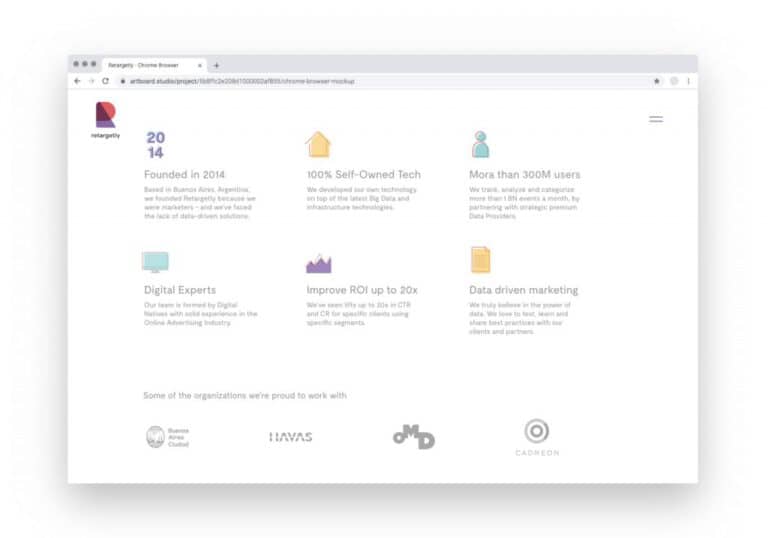 Retargetly - Chrome Browser
artboard.studio/project/
/chrome-browser-mockup
retargetly
20
14
Founded in 2014
Based in Buenos Aires, Argentina,
we founded Retargetly because we
were marketers - and we've faced
the lack of data-driven solutions.
100% Self-Owned Tech
We developed our own technology
on top of the latest Big Data and
infrastructure technologies.
More than 300M users
We track, analyze and categorize
more than 1 BN events a month, by
partnering with strategic premium
Data Providers.
Digital Experts
Our team is formed by Digital
Natives with solid experience in the
Online Advertising Industry.
Improve ROI up to 20x
We've seen lifts up to 20x in CTR
and CR for specific clients using
specific segments.
Data driven marketing
We truly believe in the power of
data. We love to test, learn and
share best practices with our
clients and partners.
Some of the organizations we're proud to work with
Buenos
Aires
Ciudad
HAVAS
OMD
CADREON